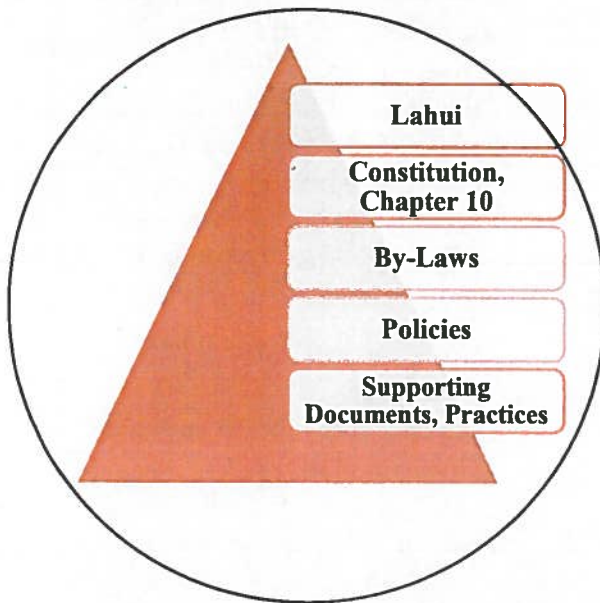 Lahui
Constitution,
Chapter 10
By-Laws
Policies
Supporting
Documents, Practices